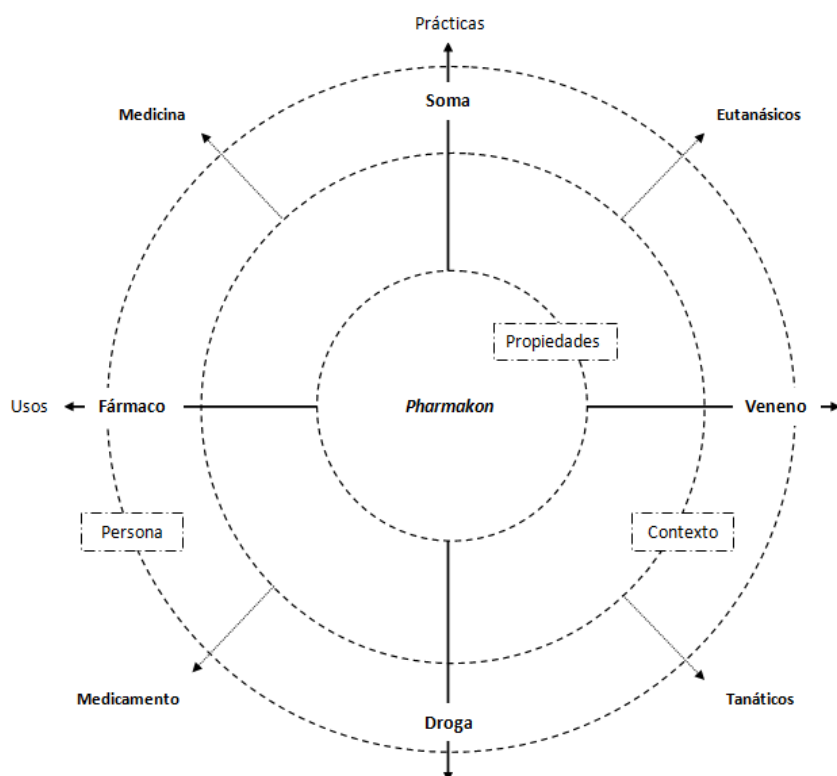 Prácticas
Soma
Medicina
Eutanásicos
Propiedades
Usos
Fármaco
Pharmakon
Veneno
Persona
Contexto
Medicamento
Droga
Tanáticos